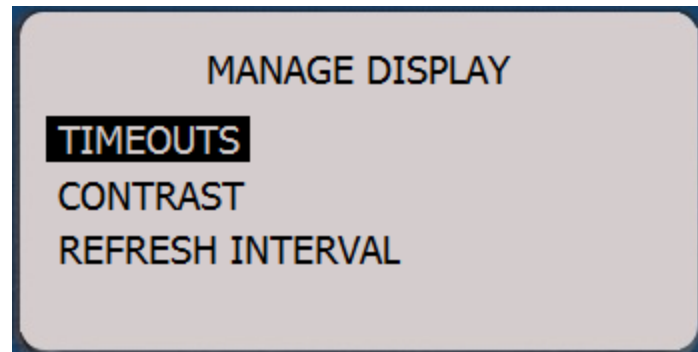 MANAGE DISPLAY
TIMEOUTS
CONTRAST
REFRESH INTERVAL